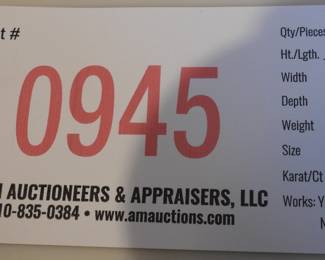 t #
0945
AUCTIONEERS & APPRAISERS, LLC
10-835-0384 • www.amauctions.com
Qty/Pieces
Ht./Lgth.
Width
Depth
Weight
Size
Karat/Ct
Works: Y
N